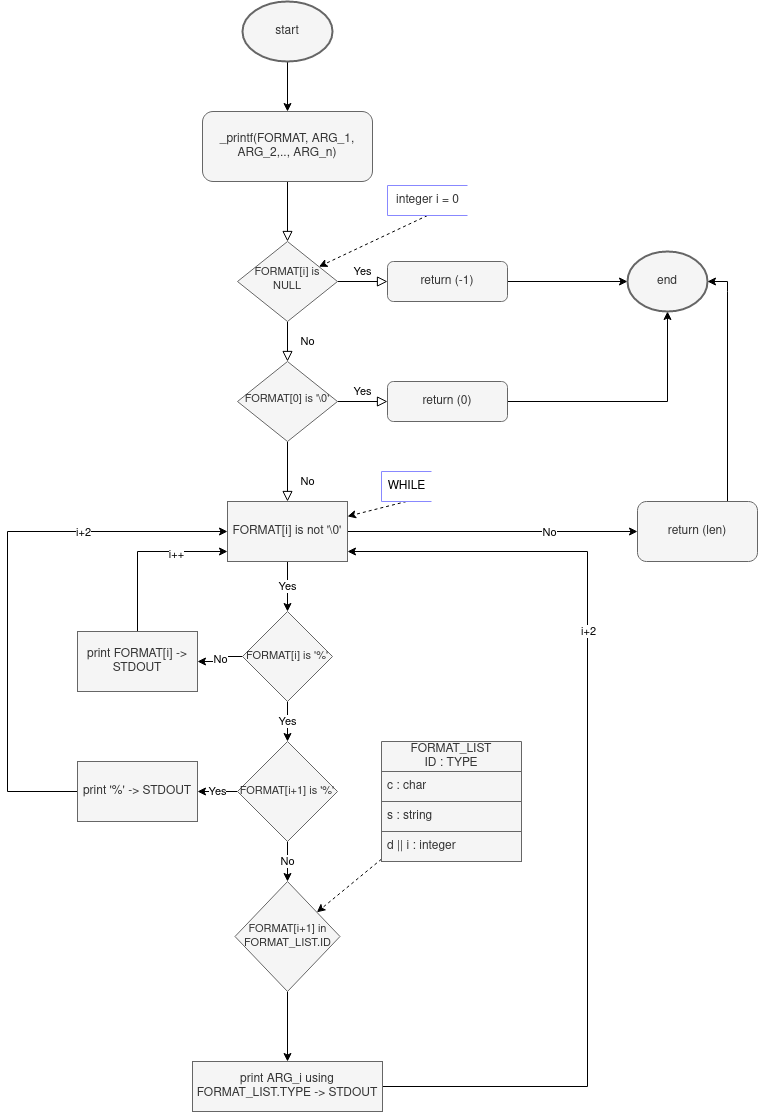 start
_printf(FORMAT, ARG_1,
ARG_2,.., ARG_n)
integer i = 0
FORMAT[i] is
NULL
Yes
return (-1)
end
No
FORMAT[0] is '\0'
Yes
return (0)
No
WHILE
FORMAT[i] is not '\0'
i+2
No
return (len)
i++
Yes
print FORMAT[i] ->
STDOUT
No
FORMAT[i] is '%'
i+2
Yes
FORMAT_LIST
ID : TYPE
c : char
s : string
d || i : integer
print '%' -> STDOUT
Yes
FORMAT[i+1] is '%'
No
FORMAT[i+1] in
FORMAT_LIST.ID
print ARG_i using
FORMAT_LIST.TYPE -> STDOUT